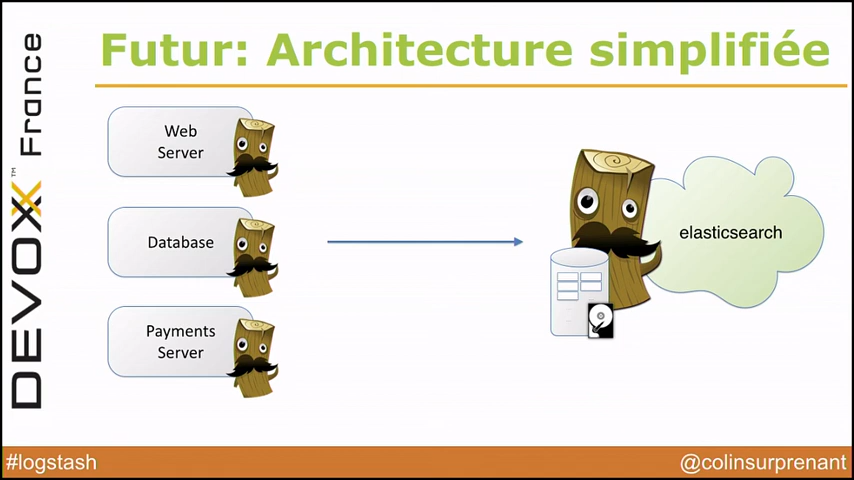 Futur: Architecture simplifiée
DEVOXX™ France
Web
Server
Database
Payments
Server
elasticsearch
#logstash
@colinsurprenant